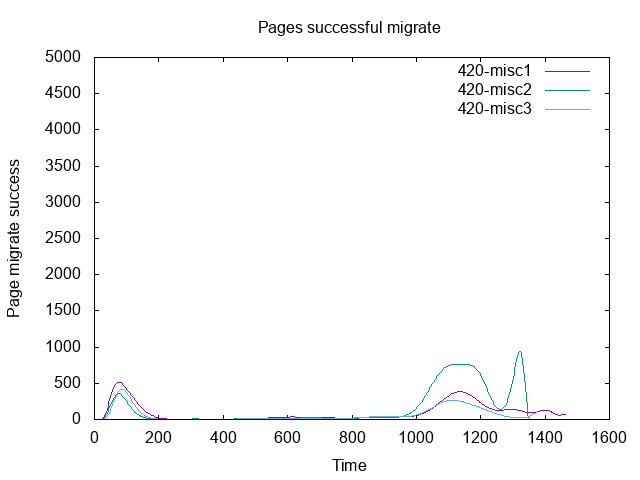 Pages successful migrate
5000
4500
4000
3500
3000
2500
2000
1500
1000
500
0
Page migrate success
420-misc1
420-misc2
420-misc3
0 200 400 600 800 1000 1200 1400 1600
Time